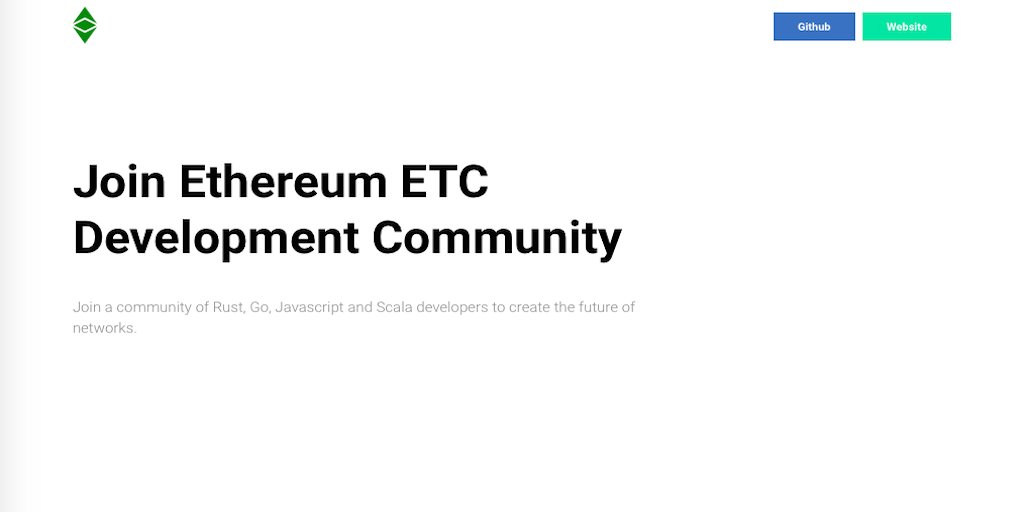 Github
Website
Join Ethereum ETC
Development Community
Join a community of Rust, Go, Javascript and Scala developers to create the future of
networks.